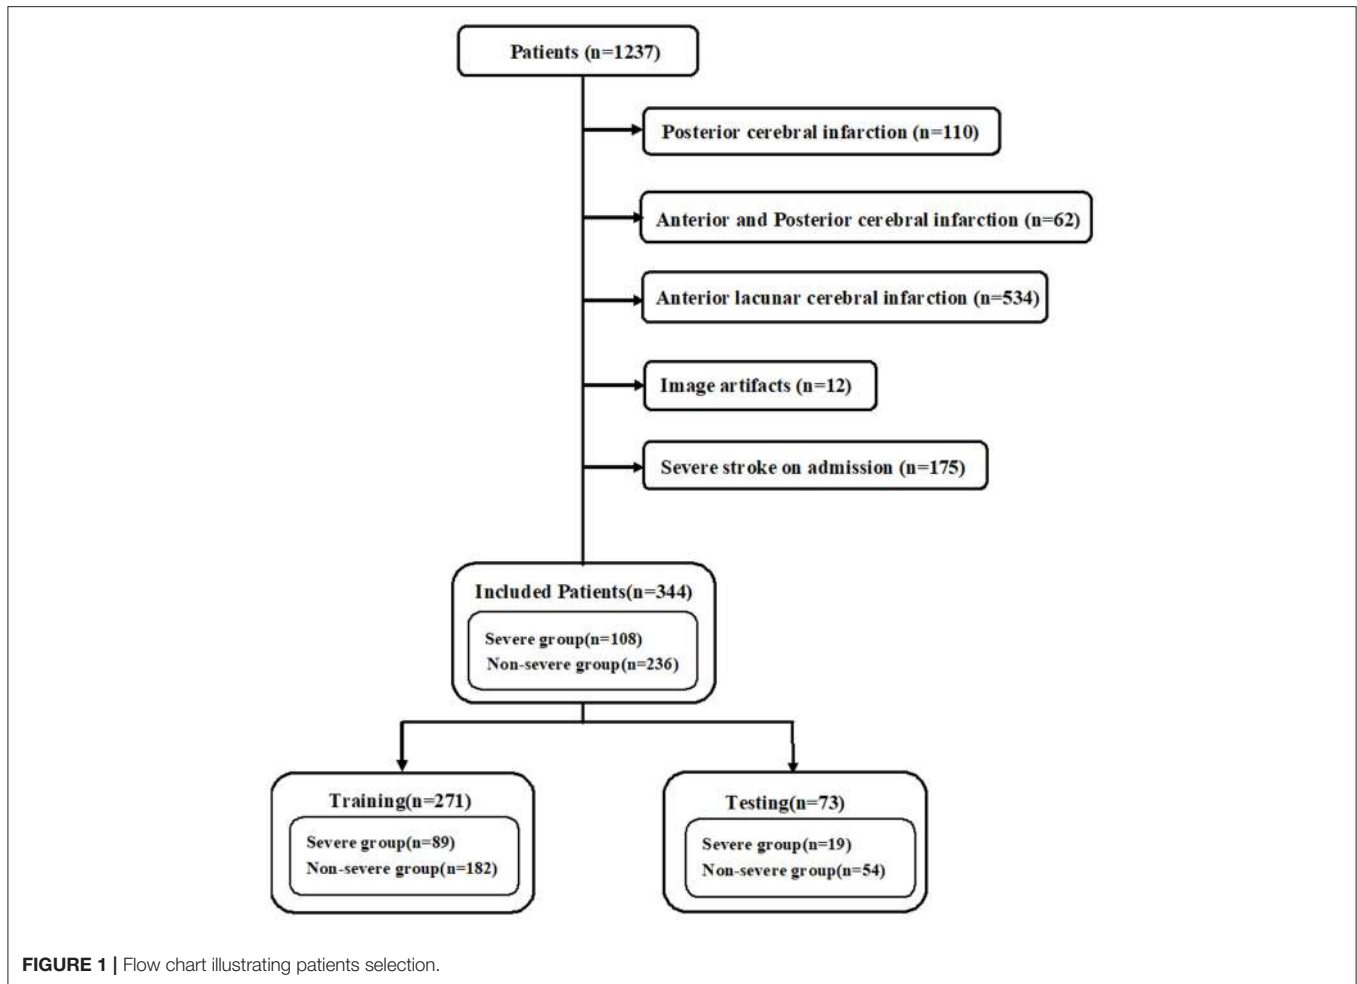 Patients (n=1237)
Posterior cerebral infarction (n=110)
Anterior and Posterior cerebral infarction (n=62)
Anterior lacunar cerebral infarction (n=534)
Image artifacts (n=12)
Severe stroke on admission (n=175)
Included Patients(n=344)
Severe group(n=108)
Non-severe group(n=236)
Training(n=271)
Severe group(n=89)
Non-severe group(n=182)
Testing(n=73)
Severe group(n=19)
Non-severe group(n=54)
FIGURE 1 | Flow chart illustrating patients selection.